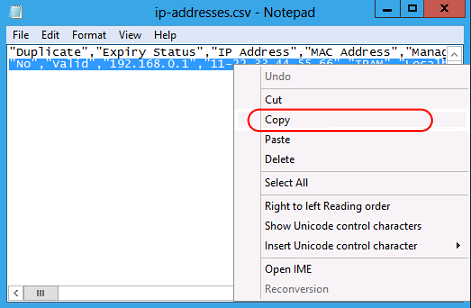 ip-addresses.csv - Notepad
File Edit Format View Help
"Duplicate","Expiry Status","IP Address","MAC Address","Manag
"No","Valid","192.168.0.1","11-22-33-44-55-66","IPAM","Local
Undo
Cut
Copy
Paste
Delete
Select All
Right to left Reading order
Show Unicode control characters
Insert Unicode control character
Open IME
Reconversion